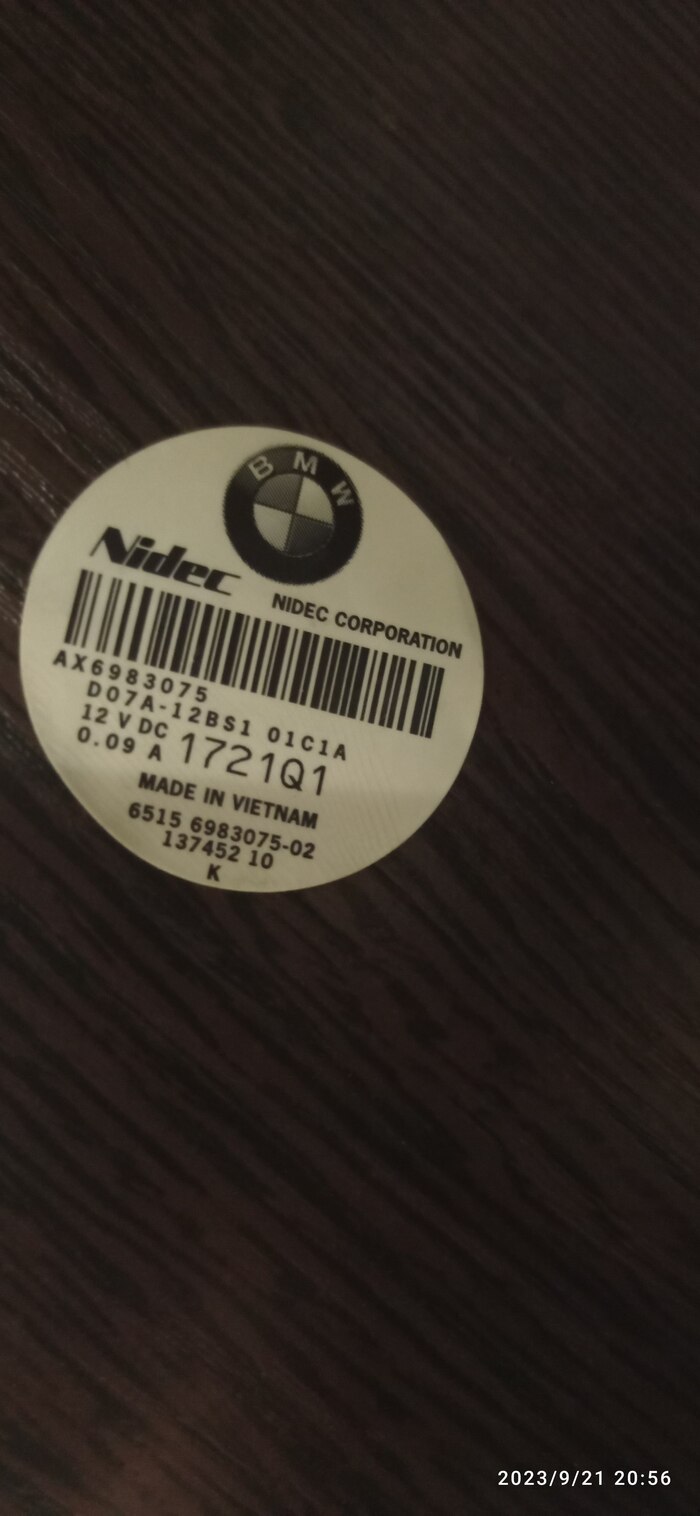 BMW
Nidec
NIDEC CORPORATION
AX6983075
D07A-12BS1 01C1A
12 V DC
0.09 A 1721Q1
MADE IN VIETNAM
6515 6983075-02
137452 10
K
2023/9/21 20:56